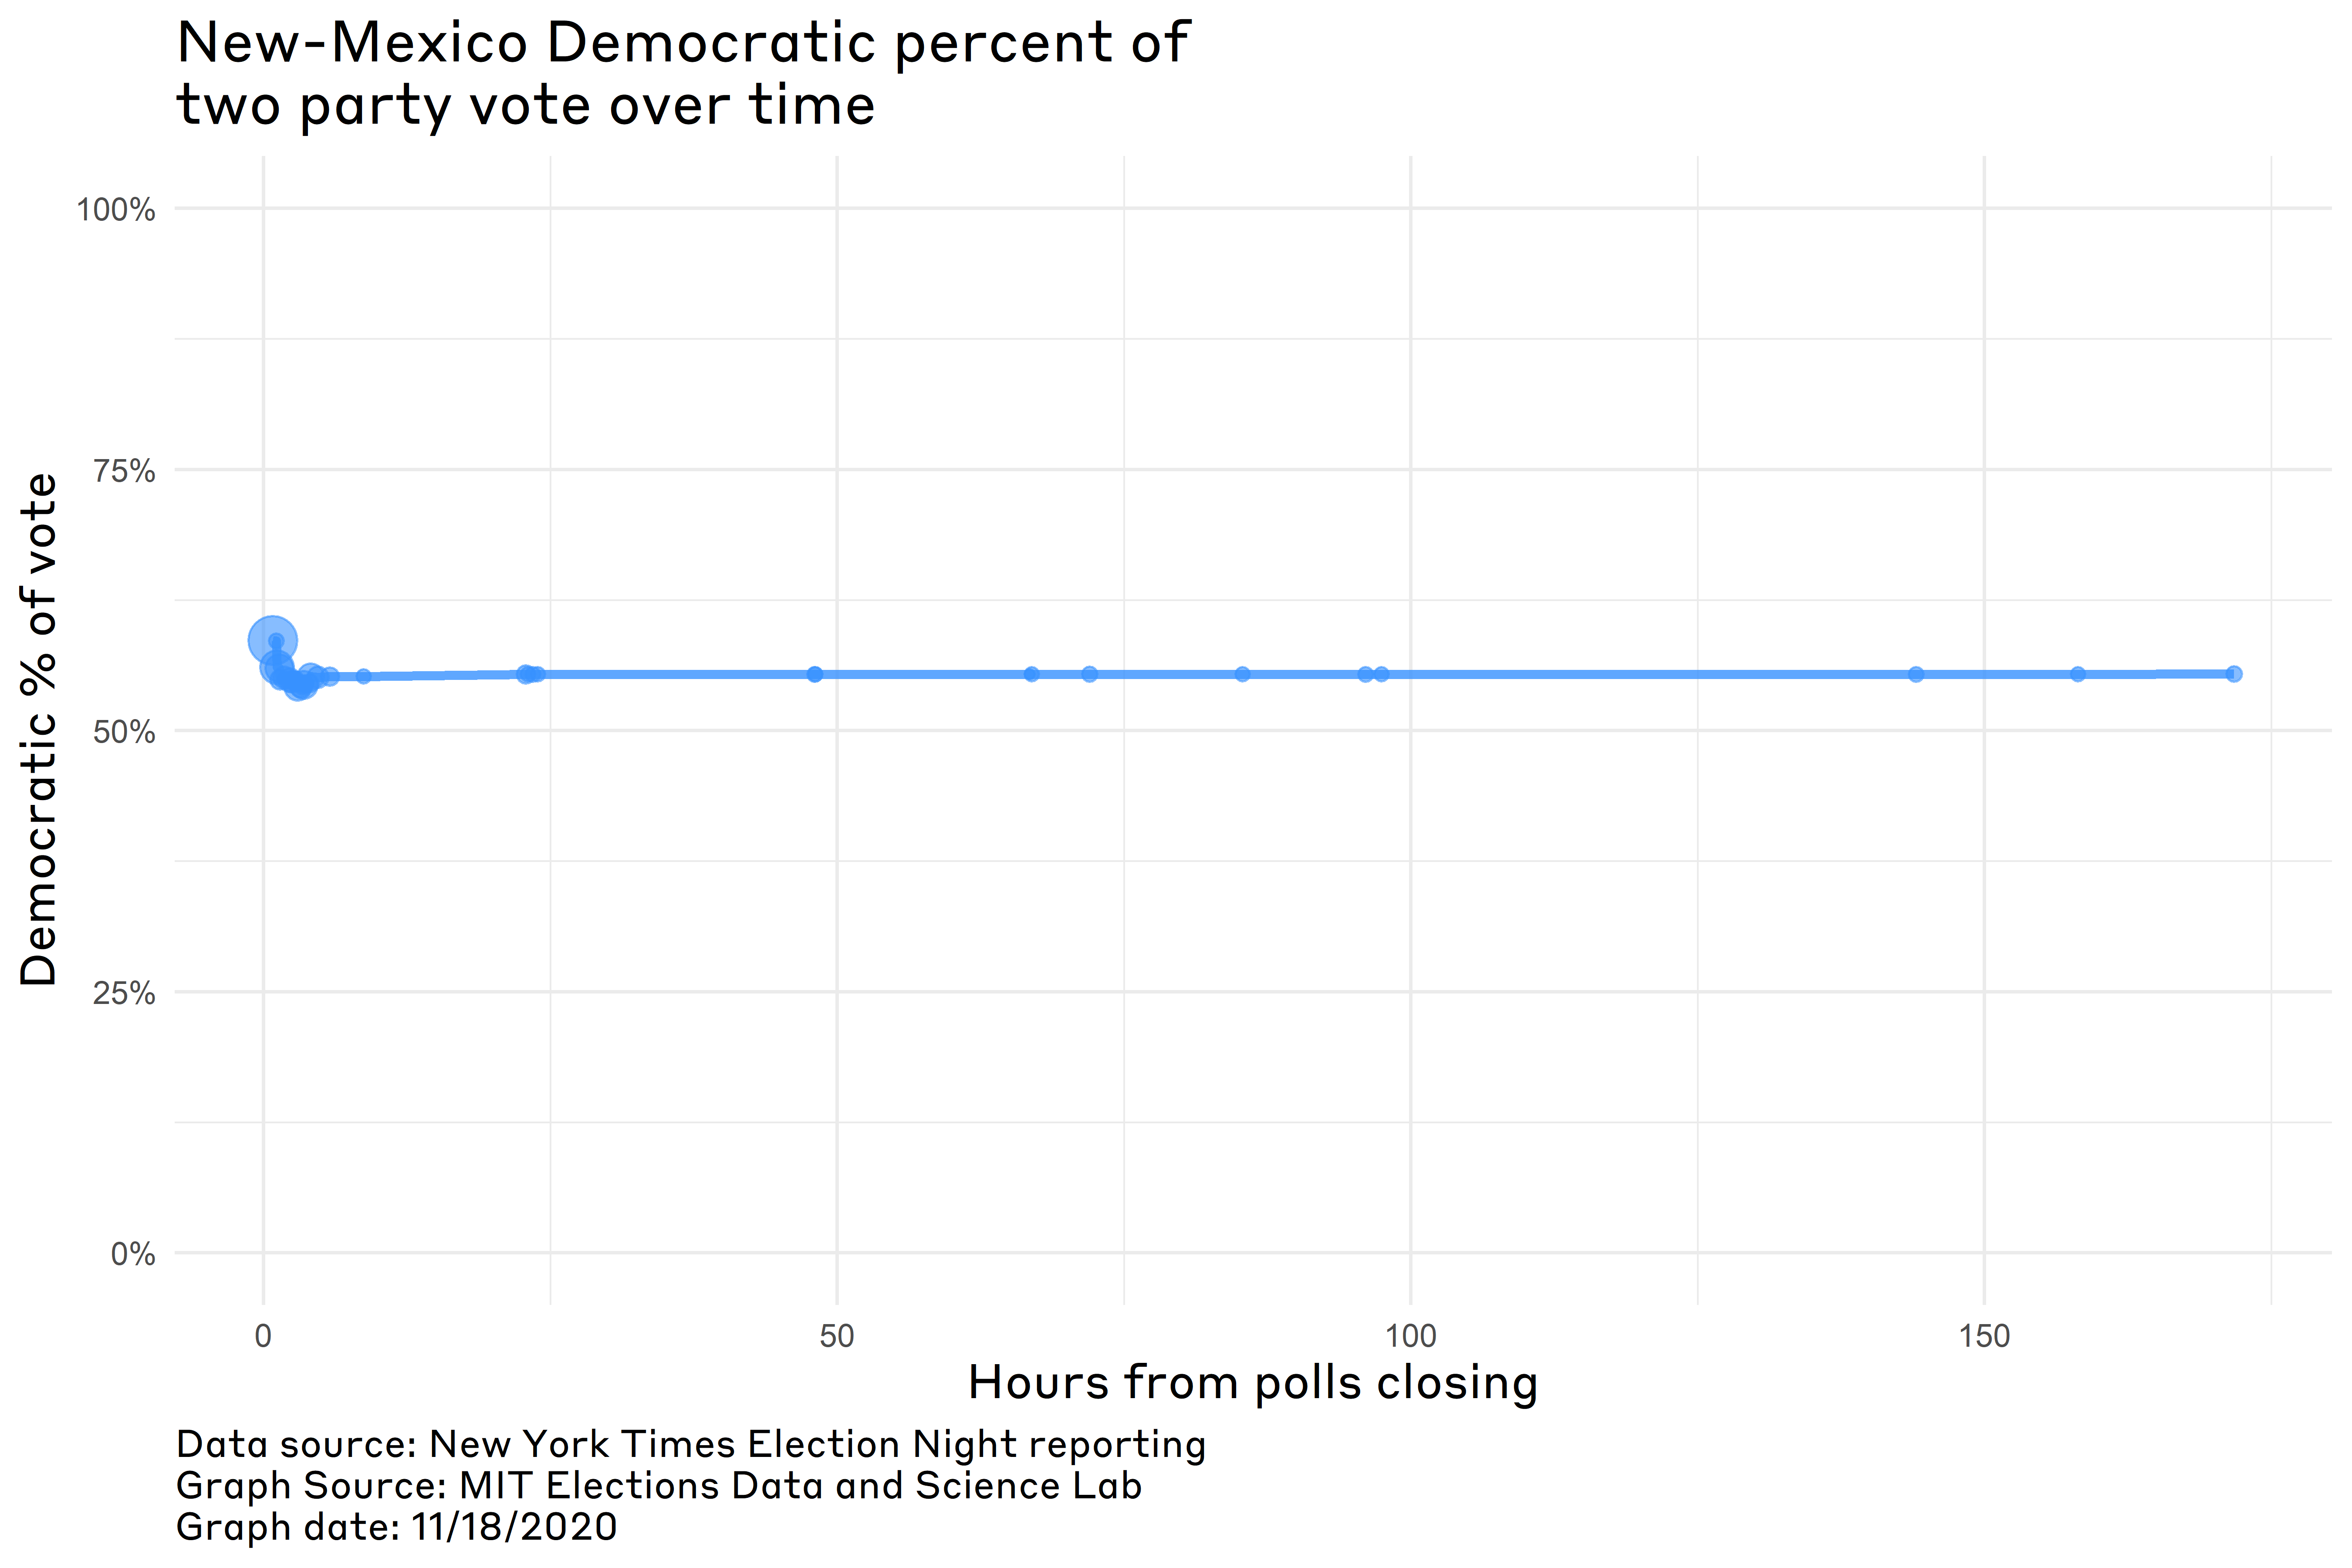 New-Mexico Democratic percent of
two party vote over time
Democratic % of vote
100%
75%
50%
25%
0%
0
50
100
150
Hours from polls closing
Data source: New York Times Election Night reporting
Graph Source: MIT Elections Data and Science Lab
Graph date: 11/18/2020